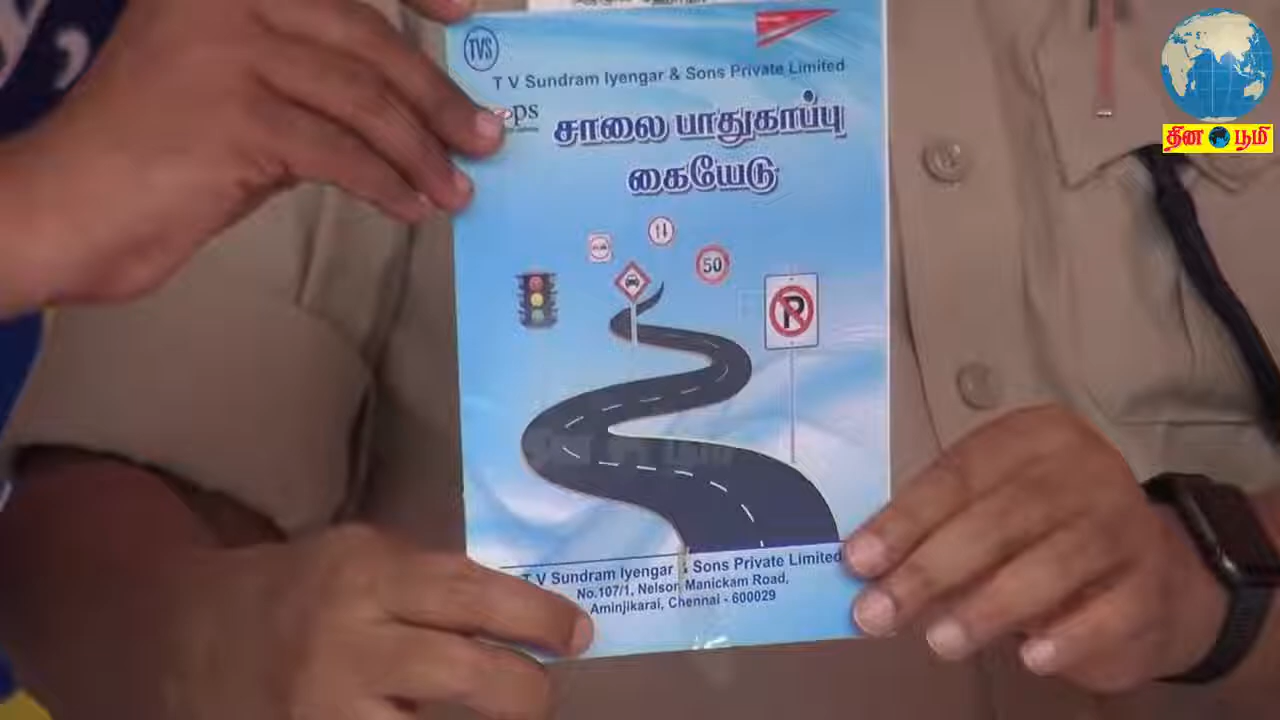 TVS
T V Sundram Iyengar & Sons Private Limited
சாலை பாதுகாப்பு
கையேடு
50
P
T V Sundram Iyengar & Sons Private Limited
No.107/1, Nelson Manickam Road,
Aminjikarai, Chennai - 600029
தின பூமி